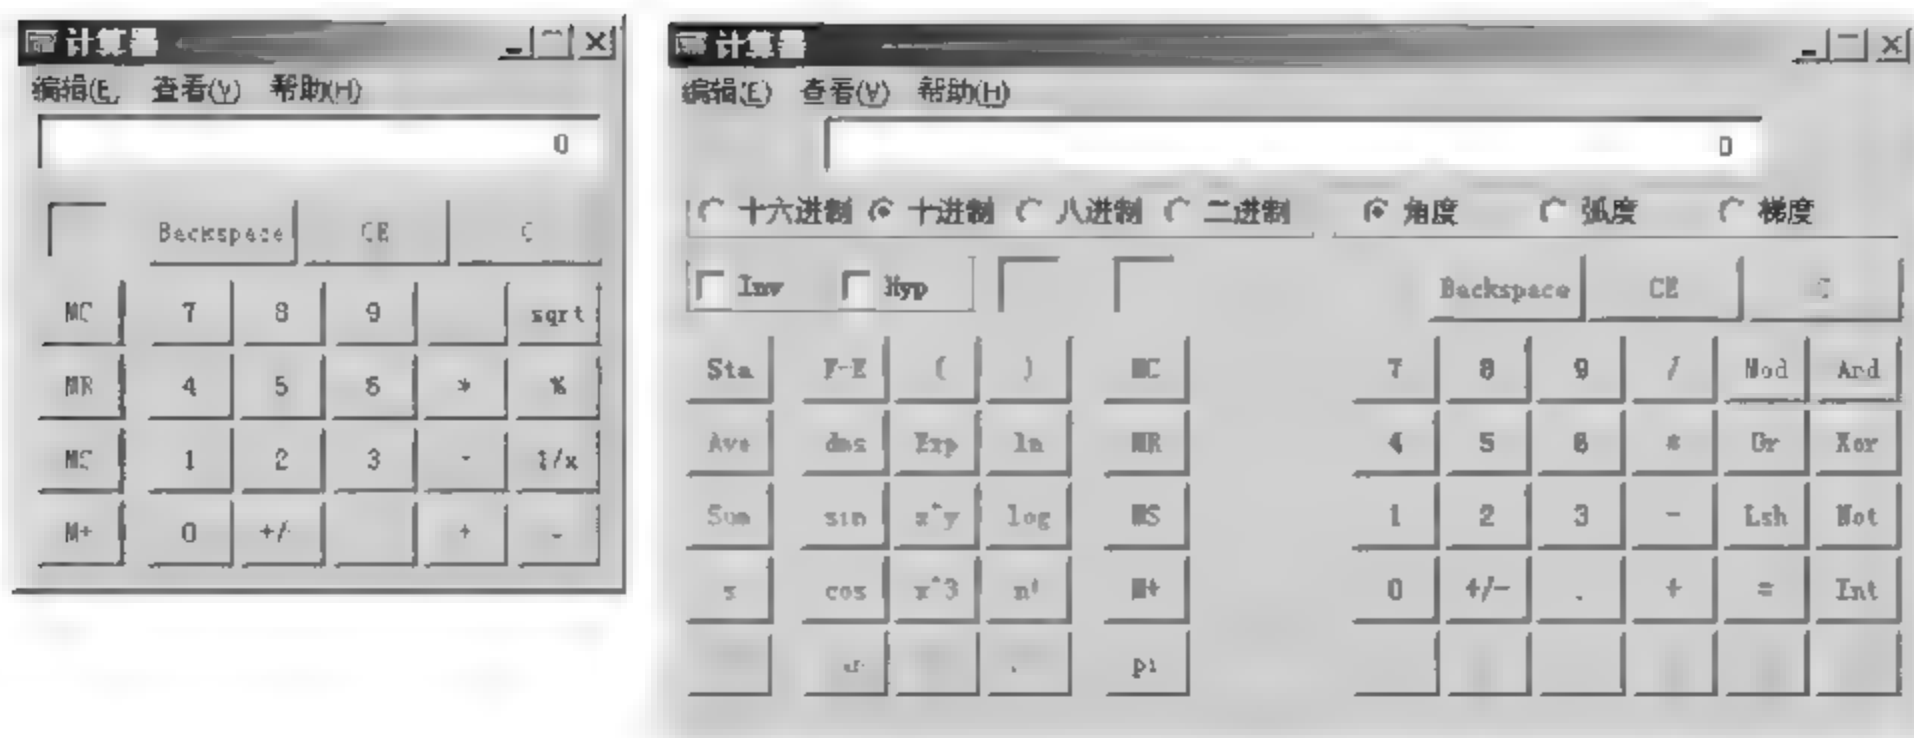 计算器
编辑(E 查看(V) 帮助(H)
0
Backspace CE C
MC 7 8 9 sqrt
MR 4 5 6 * %
MS 1 2 3 - 1/x
M+ 0 +/- +
计算器
编辑(E) 查看(V) 帮助(H)
0
十六进制 十进制 八进制 二进制 角度 弧度 梯度
Inv Hyp Backspace CE C
Sta F-E ( ) MC 7 8 9 / Mod And
Ave dms Exp ln MR 4 5 6 * Or Xor
Sum sin x^y log MS 1 2 3 - Lsh Not
s cos x^3 n! M+ 0 +/- . + = Int
pi